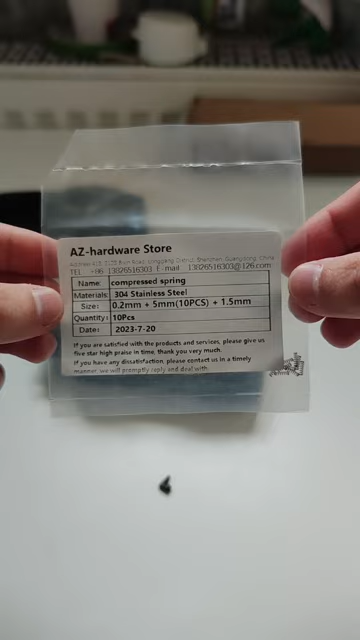 AZ-hardware Store
TEL: +86 13826516303 E-mail: 13826516303@126.com
Name: compressed spring
Materials: 304 Stainless Steel
Size: 0.2mm + 5mm(10PCS) + 1.5mm
Quantity: 10Pcs
Date: 2023-7-20
If you are satisfied with the products and services, please give us
five star high praise in time, thank you very much.
If you have any dissatisfaction, please contact us in a timely
manner, we will promptly reply and deal with.